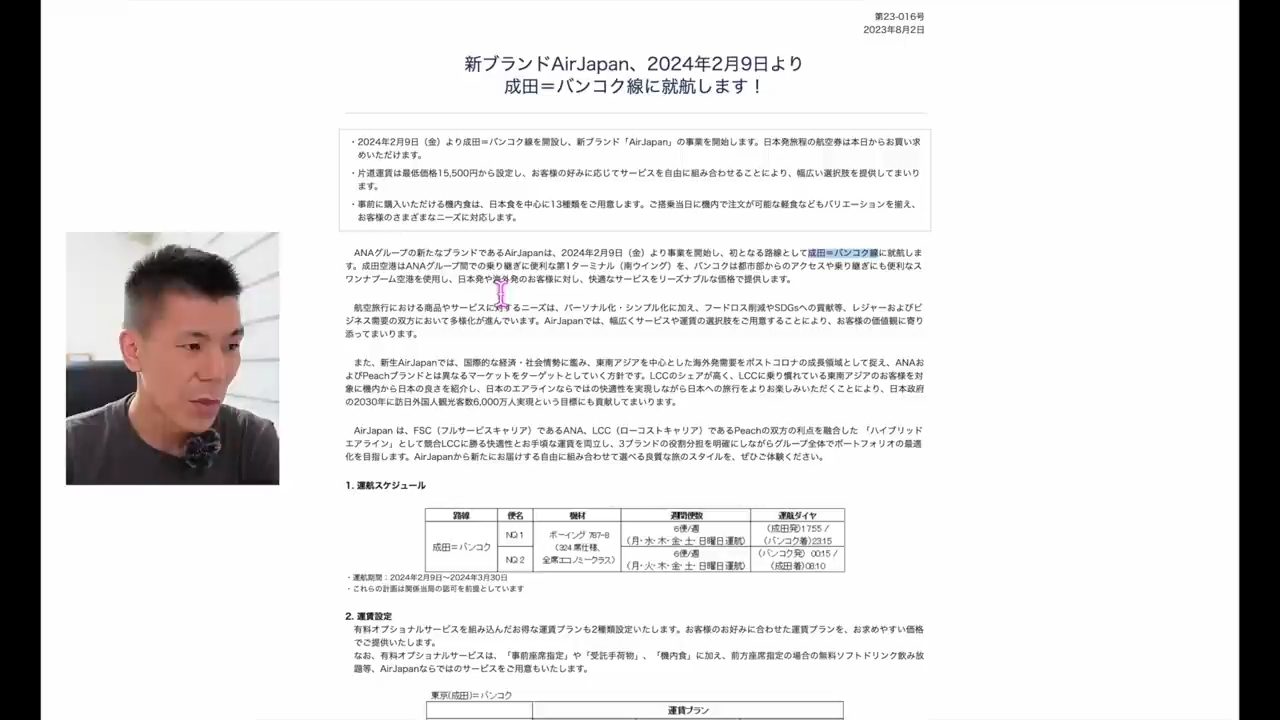 第23-016号
2023年8月2日
新ブランドAirJapan、2024年2月9日より
成田＝バンコク線に就航します！
・2024年2月9日（金）より成田＝バンコク線を開設し、新ブランド「AirJapan」の事業を開始します。日本発旅程の航空券は本日からお買い求
めいただけます。
・片道運賃は最低価格15,500円から設定し、お客様の好みに応じてサービスを自由に組み合わせることにより、幅広い選択肢を提供してまいり
ます。
・事前に購入いただける機内食は、日本食を中心に13種類をご用意します。ご搭乗当日に機内で注文が可能な軽食などもバリエーションを揃え、
お客様のさまざまなニーズに対応します。
ANAグループの新たなブランドであるAirJapanは、2024年2月9日（金）より事業を開始し、初となる路線として成田＝バンコク線に就航しま
す。成田空港はANAグループ間での乗り継ぎに便利な第1ターミナル（南ウイング）を、バンコクは都市部からのアクセスや乗り継ぎにも便利なス
ワンナプーム空港を使用し、日本発や海外発のお客様に対し、快適なサービスをリーズナブルな価格で提供します。
航空旅行における商品やサービスに対するニーズは、パーソナル化・シンプル化に加え、フードロス削減やSDGsへの貢献等、レジャーおよびビ
ジネス需要の双方において多様化が進んでいます。AirJapanでは、幅広くサービスや運賃の選択肢をご用意することにより、お客様の価値観に寄り
添ってまいります。
また、新生AirJapanでは、国際的な経済・社会情勢に鑑み、東南アジアを中心とした海外発需要をポストコロナの成長領域として捉え、ANAお
よびPeachブランドとは異なるマーケットをターゲットとしていく方針です。LCCのシェアが高く、LCCに乗り慣れている東南アジアのお客様を対
象に機内から日本の良さを紹介し、日本のエアラインならではの快適性を実現しながら日本への旅行をよりお楽しみいただくことにより、日本政府
の2030年に訪日外国人観光客数6,000万人実現という目標にも貢献してまいります。
AirJapan は、FSC（フルサービスキャリア）であるANA、LCC（ローコストキャリア）であるPeachの双方の利点を融合した 「ハイブリッド
エアライン」として競合LCCに勝る快適性とお手頃な運賃を両立し、3ブランドの役割分担を明確にしながらグループ全体でポートフォリオの最適
化を目指します。AirJapanから新たにお届けする自由に組み合わせて選べる良質な旅のスタイルを、ぜひご体験ください。
1. 運航スケジュール
路線 便名 機材 週間便数 運航ダイヤ
成田＝バンコク NQ 1 ボーイング 787-8 （324 席仕様、 全席エコノミークラス） 6便/週 （月・水・木・金・土・日曜日運航） （成田発）17:55 / （バンコク着）23:15
NQ 2 6便/週 （月・火・木・金・土・日曜日運航） （バンコク発） 00:15 / （成田着）08:10
・運航期間：2024年2月9日～2024年3月30日
・これらの計画は関係当局の認可を前提としています
2. 運賃設定
有料オプショナルサービスを組み込んだお得な運賃プランも2種類設定いたします。お客様のお好みに合わせた運賃プランを、お求めやすい価格
でご提供いたします。
なお、有料オプショナルサービスは、「事前座席指定」や「受託手荷物」、「機内食」に加え、前方座席指定の場合の無料ソフトドリンク飲み放
題等、AirJapanならではのサービスをご用意もいたします。
東京（成田）＝バンコク
運賃プラン